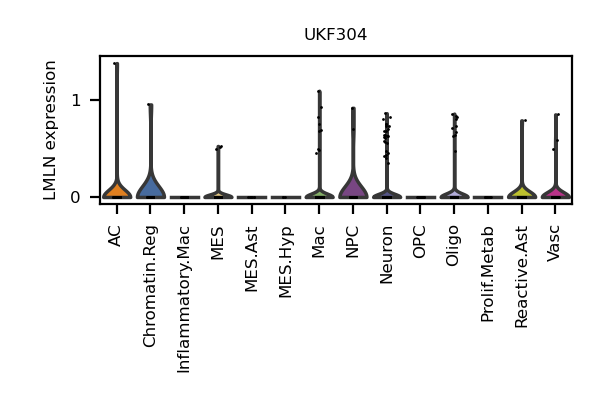 UKF304
LMLN expression
1
0
AC
Chromatin.Reg
Inflammatory.Mac
MES
MES.Ast
MES.Hyp
Mac
NPC
Neuron
OPC
Oligo
Prolif.Metab
Reactive.Ast
Vasc